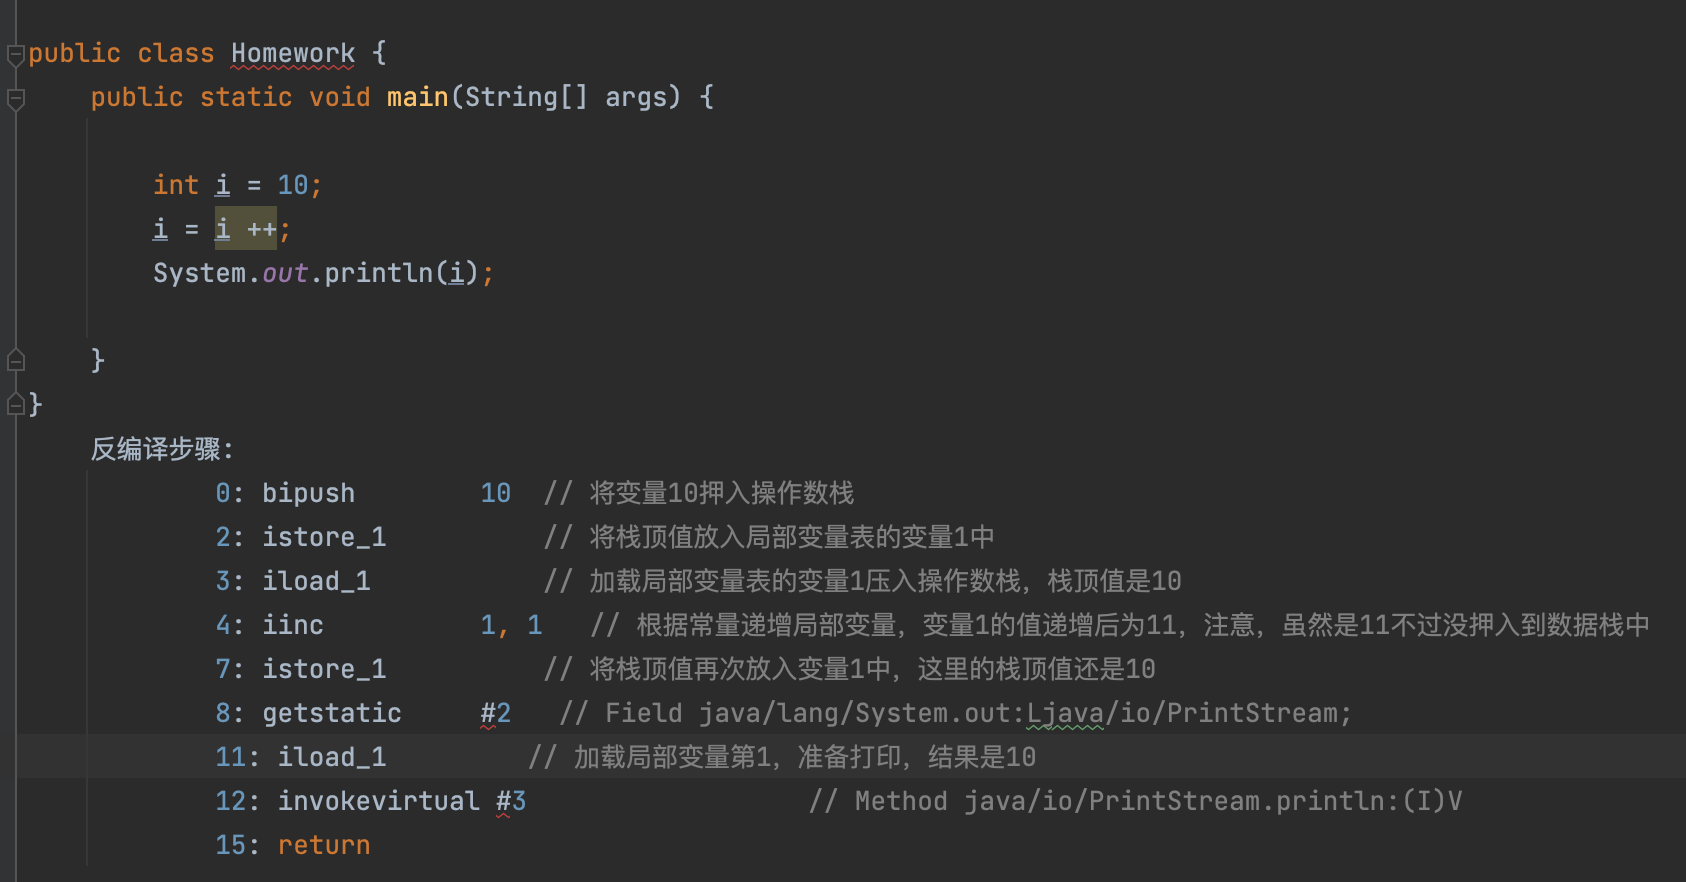 public class Homework {
public static void main(String[] args) {
int i = 10;
i = i ++;
System.out.println(i);
}
}
反编译步骤:
0: bipush 10 // 将变量10押入操作数栈
2: istore_1 // 将栈顶值放入局部变量表的变量1中
3: iload_1 // 加载局部变量表的变量1压入操作数栈，栈顶值是10
4: iinc 1, 1 // 根据常量递增局部变量，变量1的值递增后为11，注意，虽然是11不过没押入到数据栈中
7: istore_1 // 将栈顶值再次放入变量1中，这里的栈顶值还是10
8: getstatic #2 // Field java/lang/System.out:Ljava/io/PrintStream;
11: iload_1 // 加载局部变量第1，准备打印，结果是10
12: invokevirtual #3 // Method java/io/PrintStream.println:(I)V
15: return